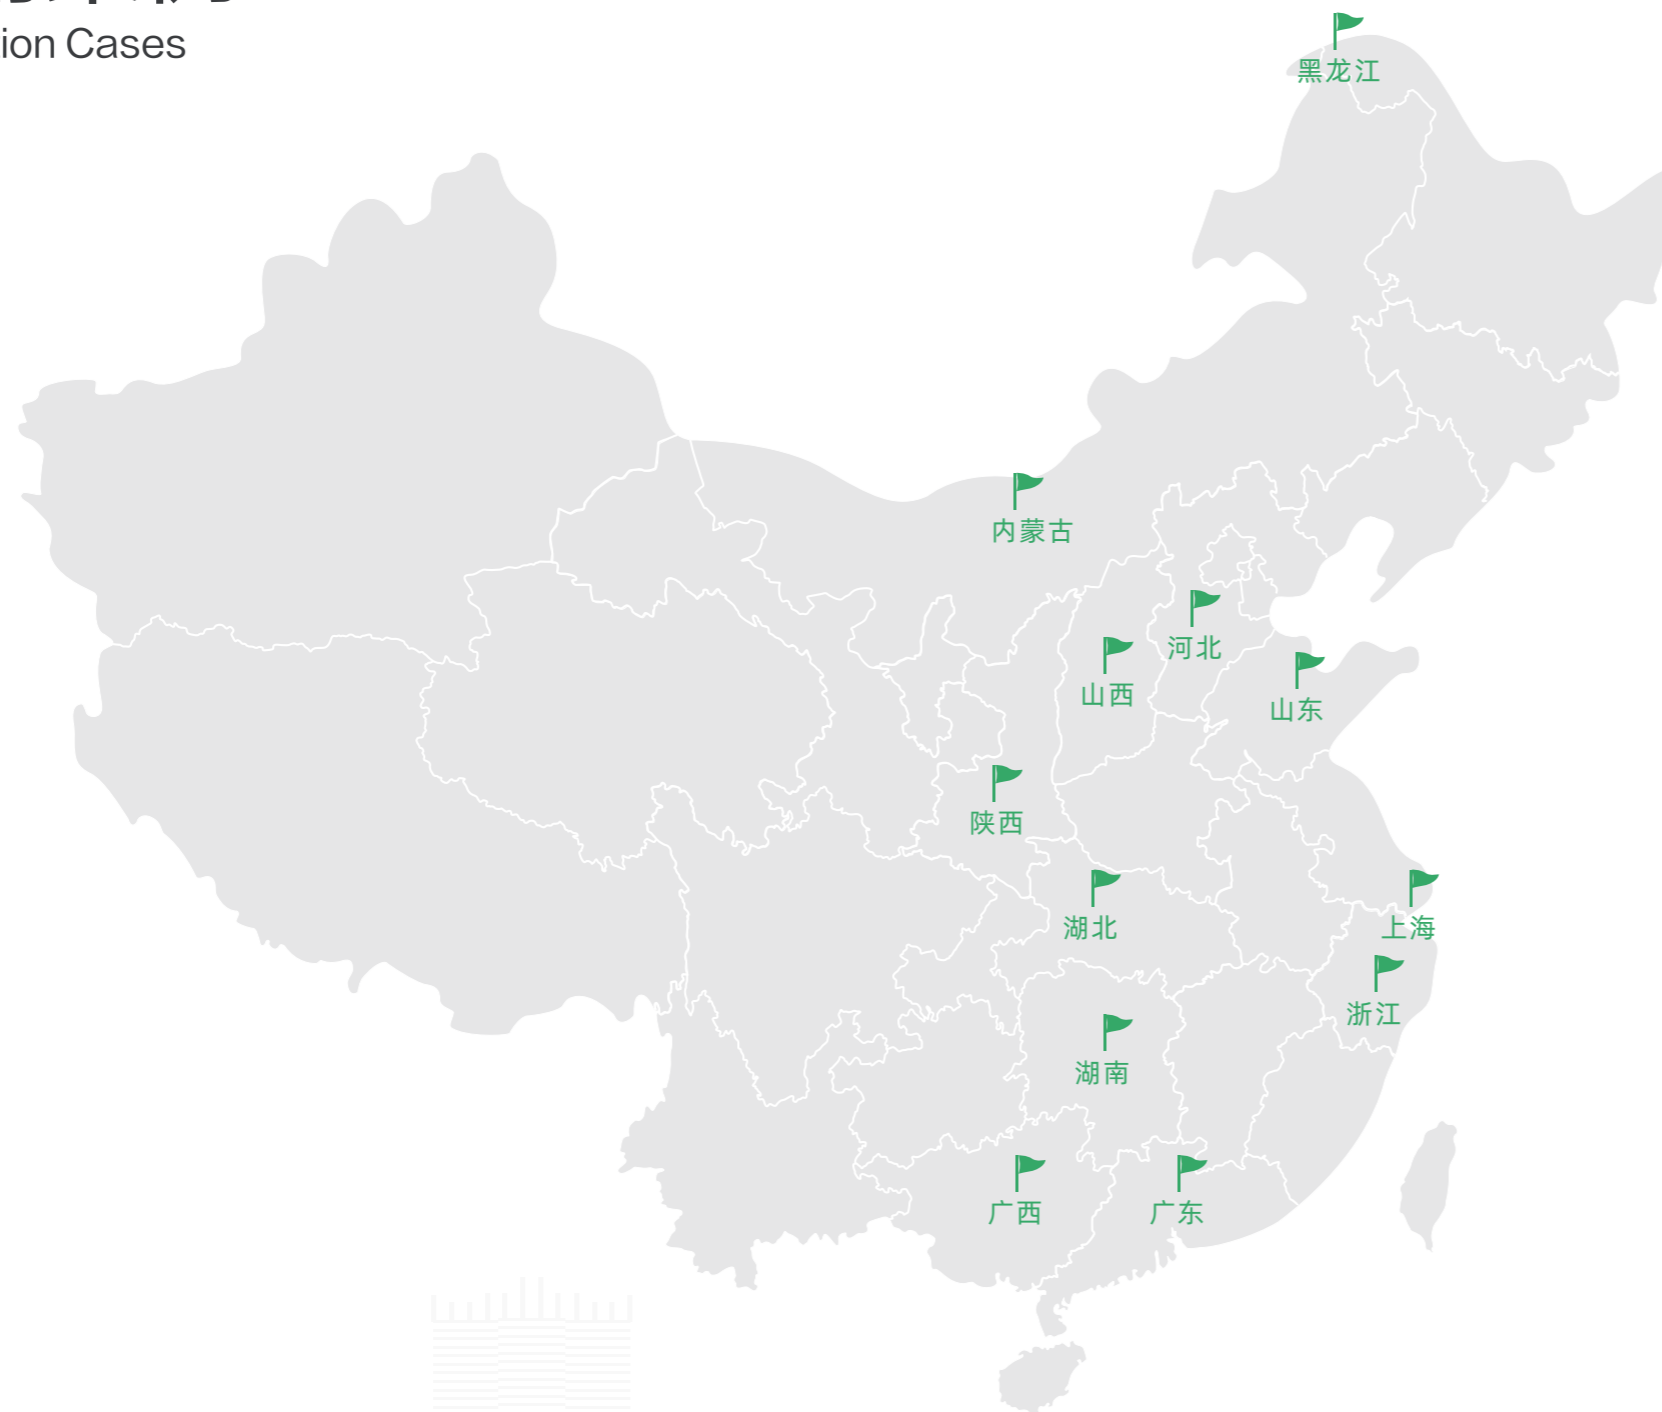 ion Cases
黑龙江
内蒙古
河北
山西
山东
陕西
湖北
上海
浙江
湖南
广西
广东